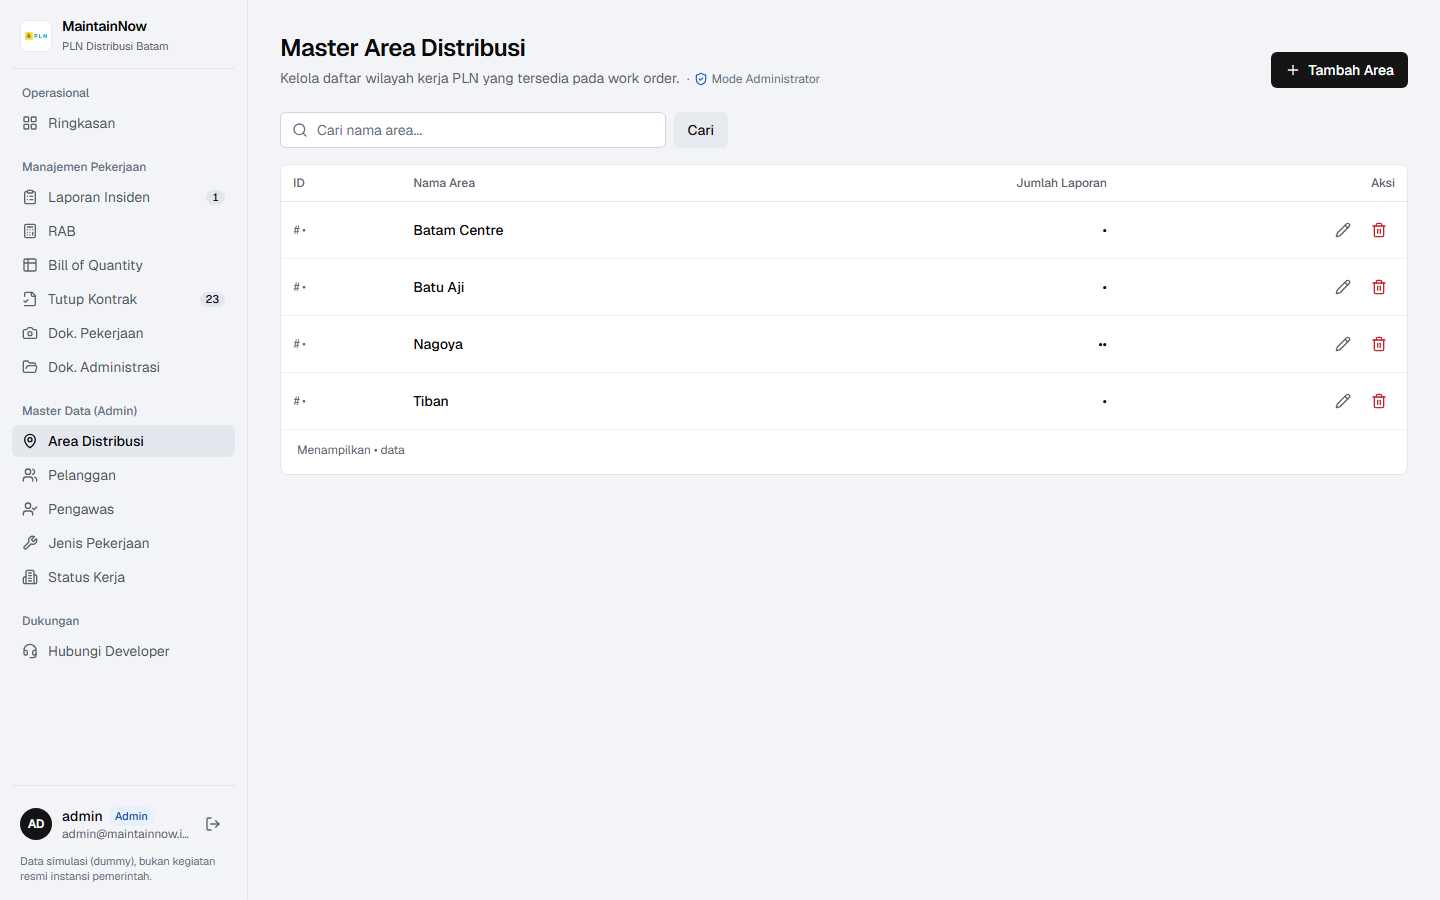 MaintainNow
PLN Distribusi Batam
Operasional
Ringkasan
Manajemen Pekerjaan
Laporan Insiden 1
RAB
Bill of Quantity
Tutup Kontrak 23
Dok. Pekerjaan
Dok. Administrasi
Master Data (Admin)
Area Distribusi
Pelanggan
Pengawas
Jenis Pekerjaan
Status Kerja
Dukungan
Hubungi Developer
AD admin Admin
admin@maintainnow.i...
Data simulasi (dummy), bukan kegiatan
resmi instansi pemerintah.
Master Area Distribusi
Kelola daftar wilayah kerja PLN yang tersedia pada work order. · Mode Administrator
Tambah Area
Cari nama area...
Cari
ID Nama Area Jumlah Laporan Aksi
#• Batam Centre •
#• Batu Aji •
#• Nagoya ••
#• Tiban •
Menampilkan • data